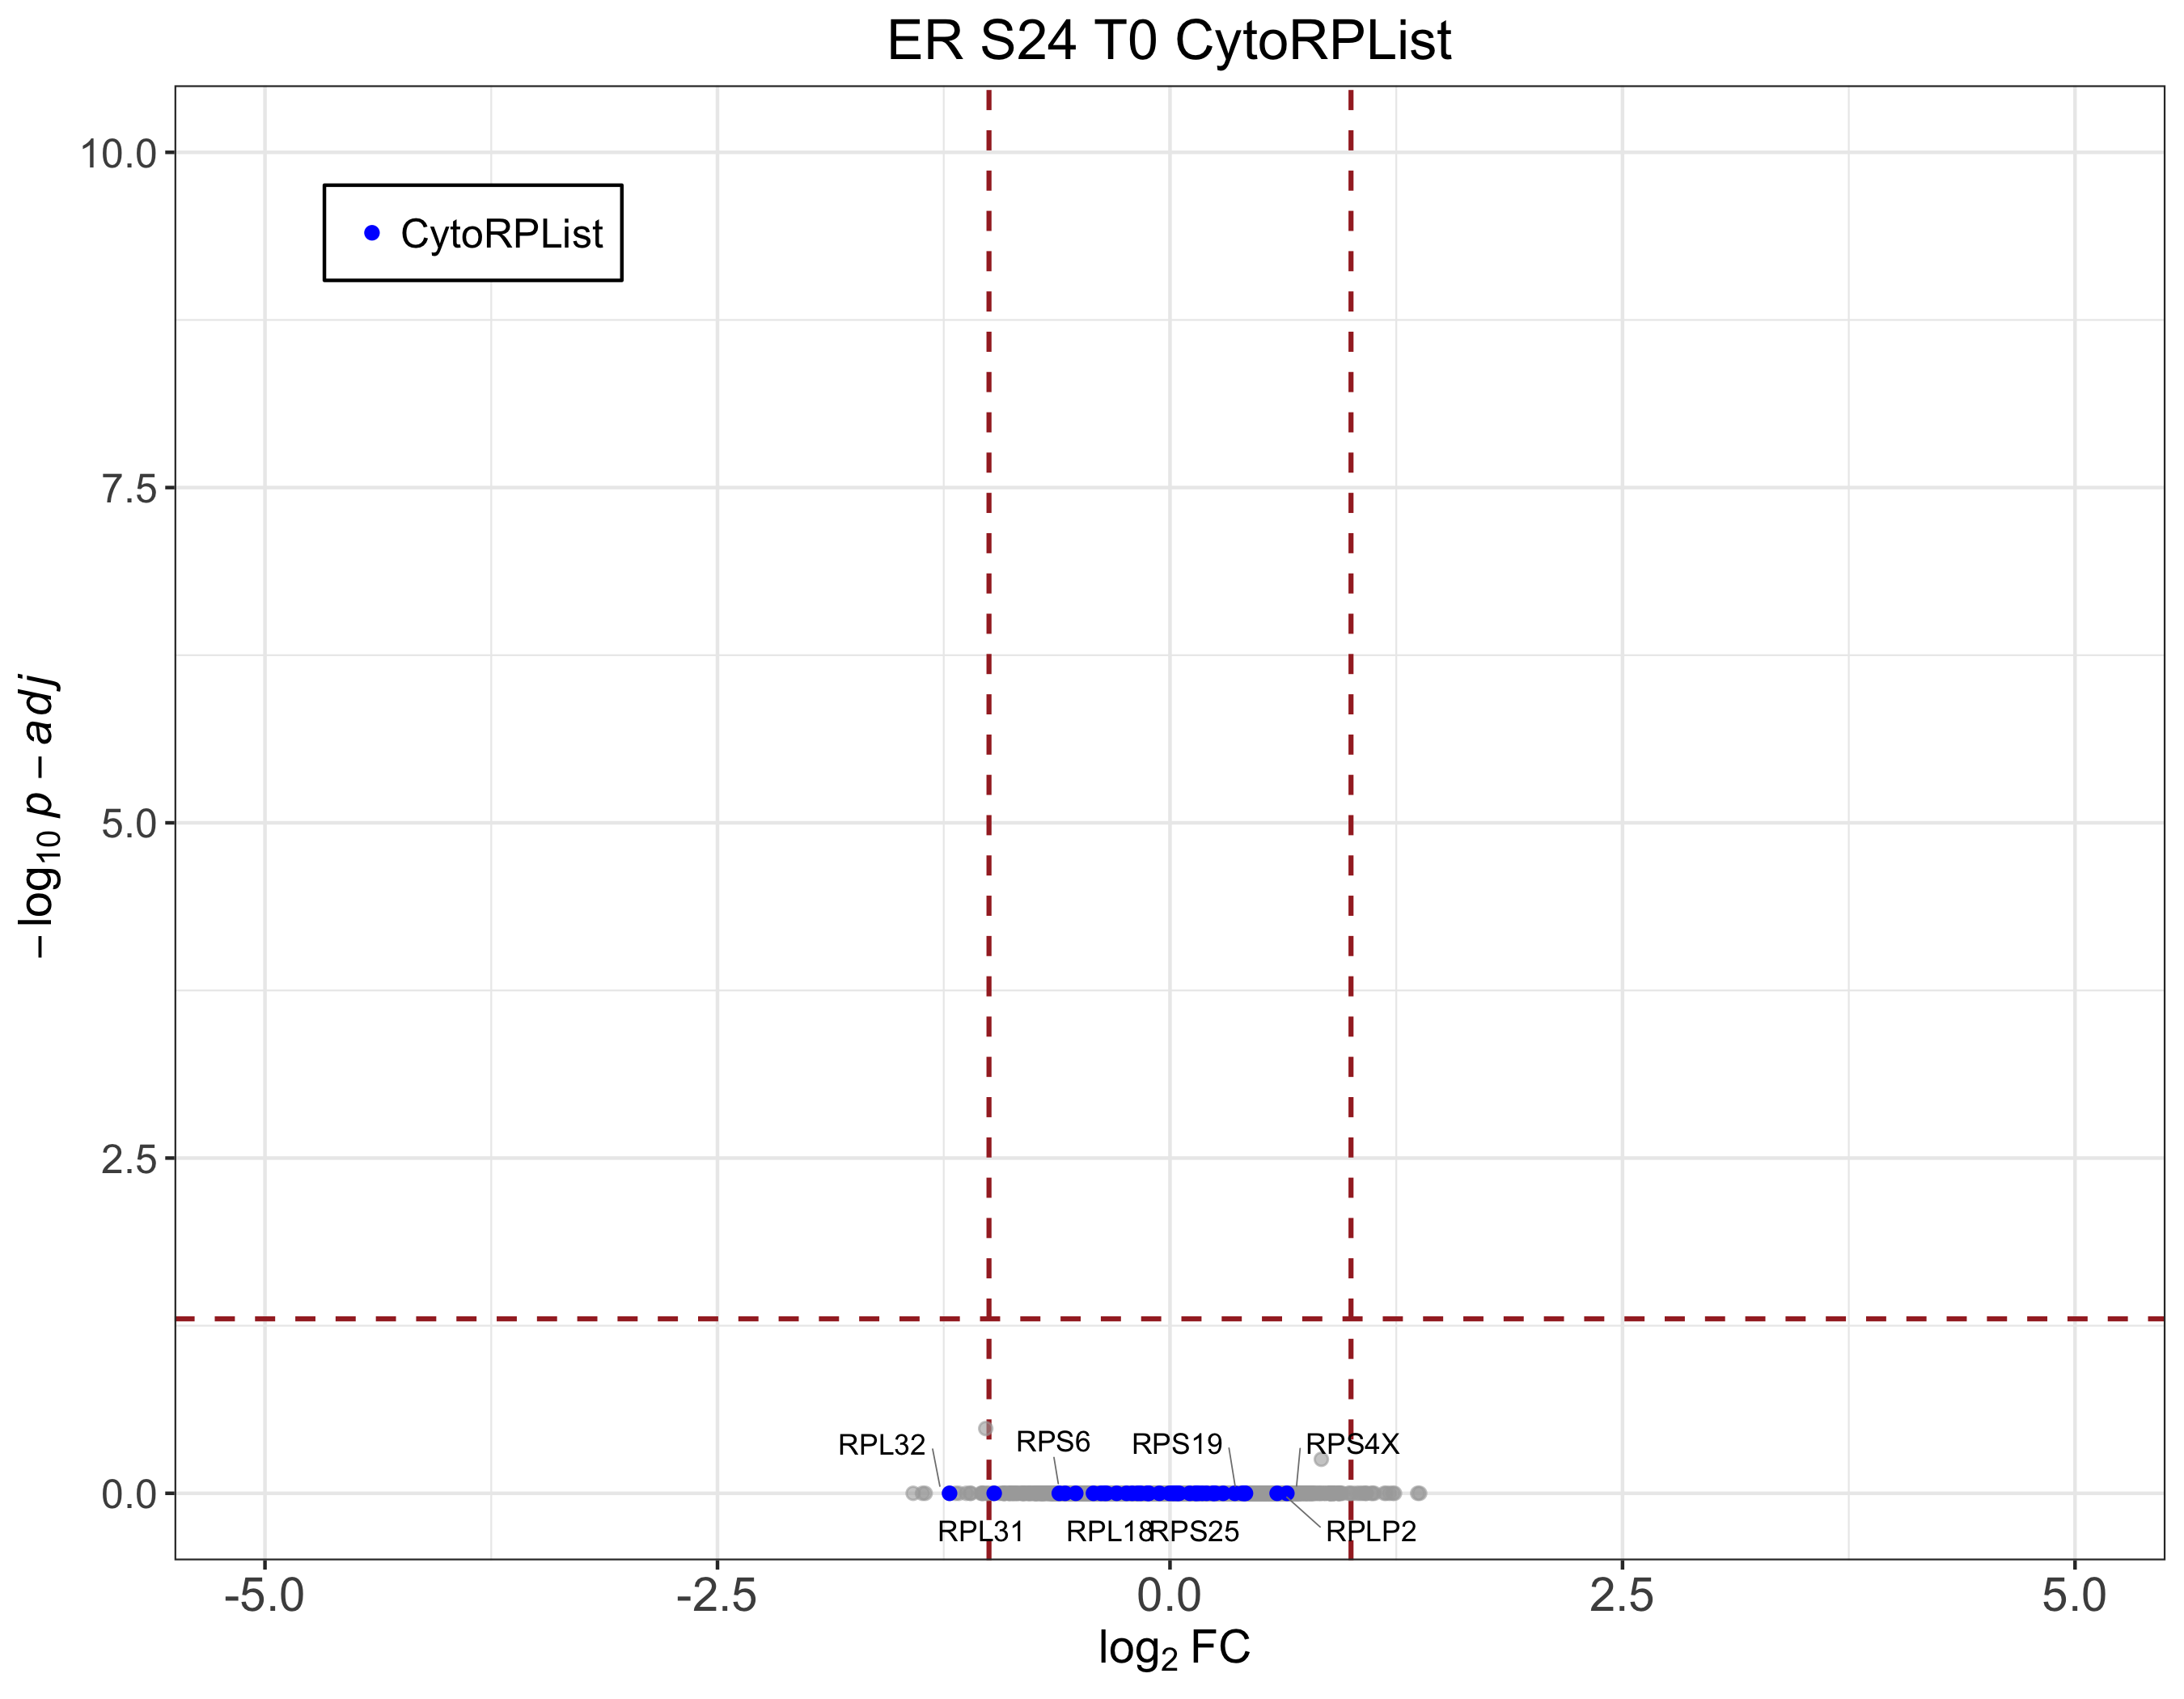 ER S24 T0 CytoRPList
10.0
CytoRPList
7.5
5.0
2.5
0.0
−log10 p − adj
RPL32
RPS6
RPS19
RPS4X
RPL31
RPL18
RPS25
RPLP2
-5.0
-2.5
0.0
2.5
5.0
log2 FC